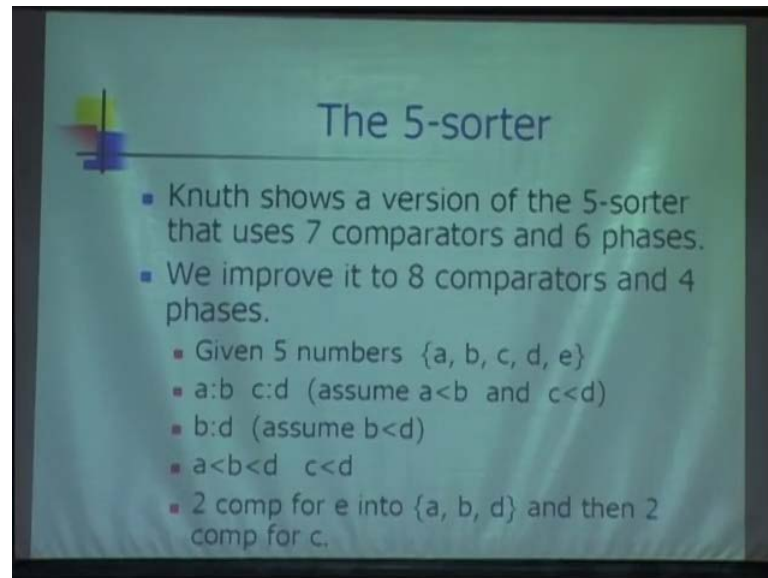 The 5-sorter
Knuth shows a version of the 5-sorter
that uses 7 comparators and 6 phases.
We improve it to 8 comparators and 4
phases.
Given 5 numbers {a, b, c, d, e}
a:b c:d (assume a<b and c<d)
b:d (assume b<d)
a<b<d c<d
2 comp for e into {a, b, d} and then 2
comp for c.